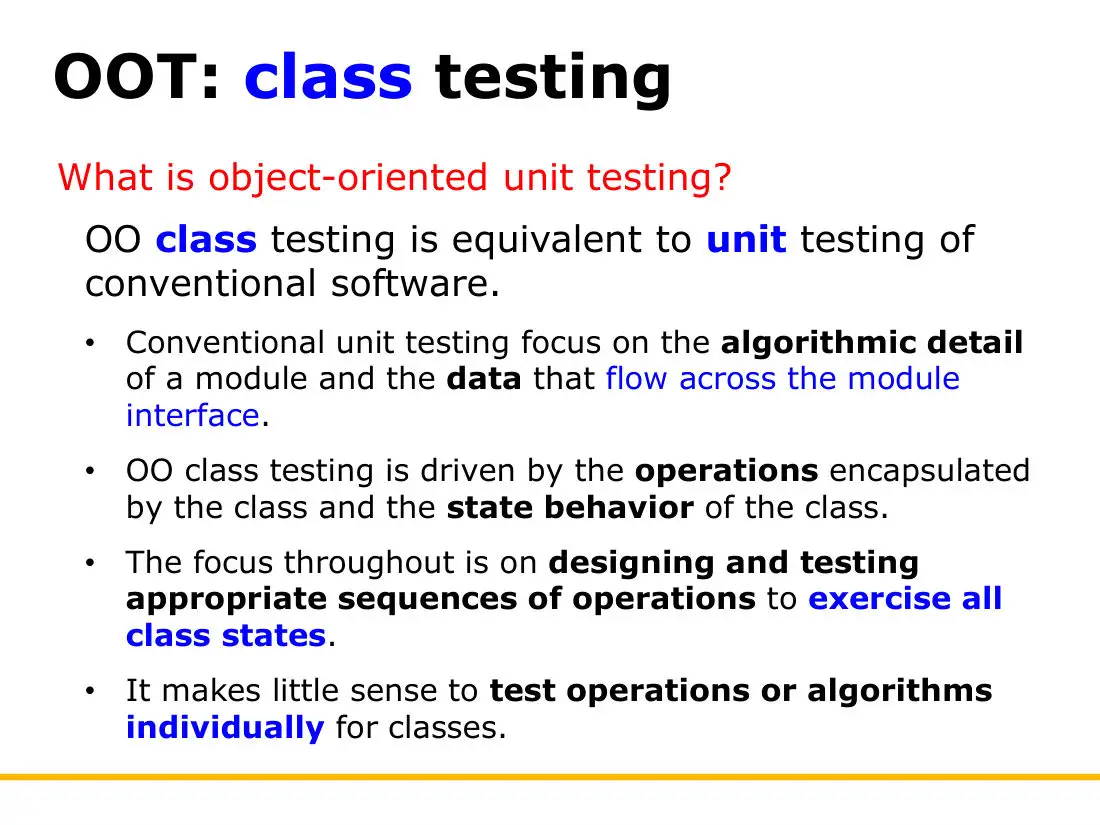 OOT: class testing
What is object-oriented unit testing?
OO class testing is equivalent to unit testing of
conventional software.
• Conventional unit testing focus on the algorithmic detail
of a module and the data that flow across the module
interface.
• OO class testing is driven by the operations encapsulated
by the class and the state behavior of the class.
• The focus throughout is on designing and testing
appropriate sequences of operations to exercise all
class states.
• It makes little sense to test operations or algorithms
individually for classes.